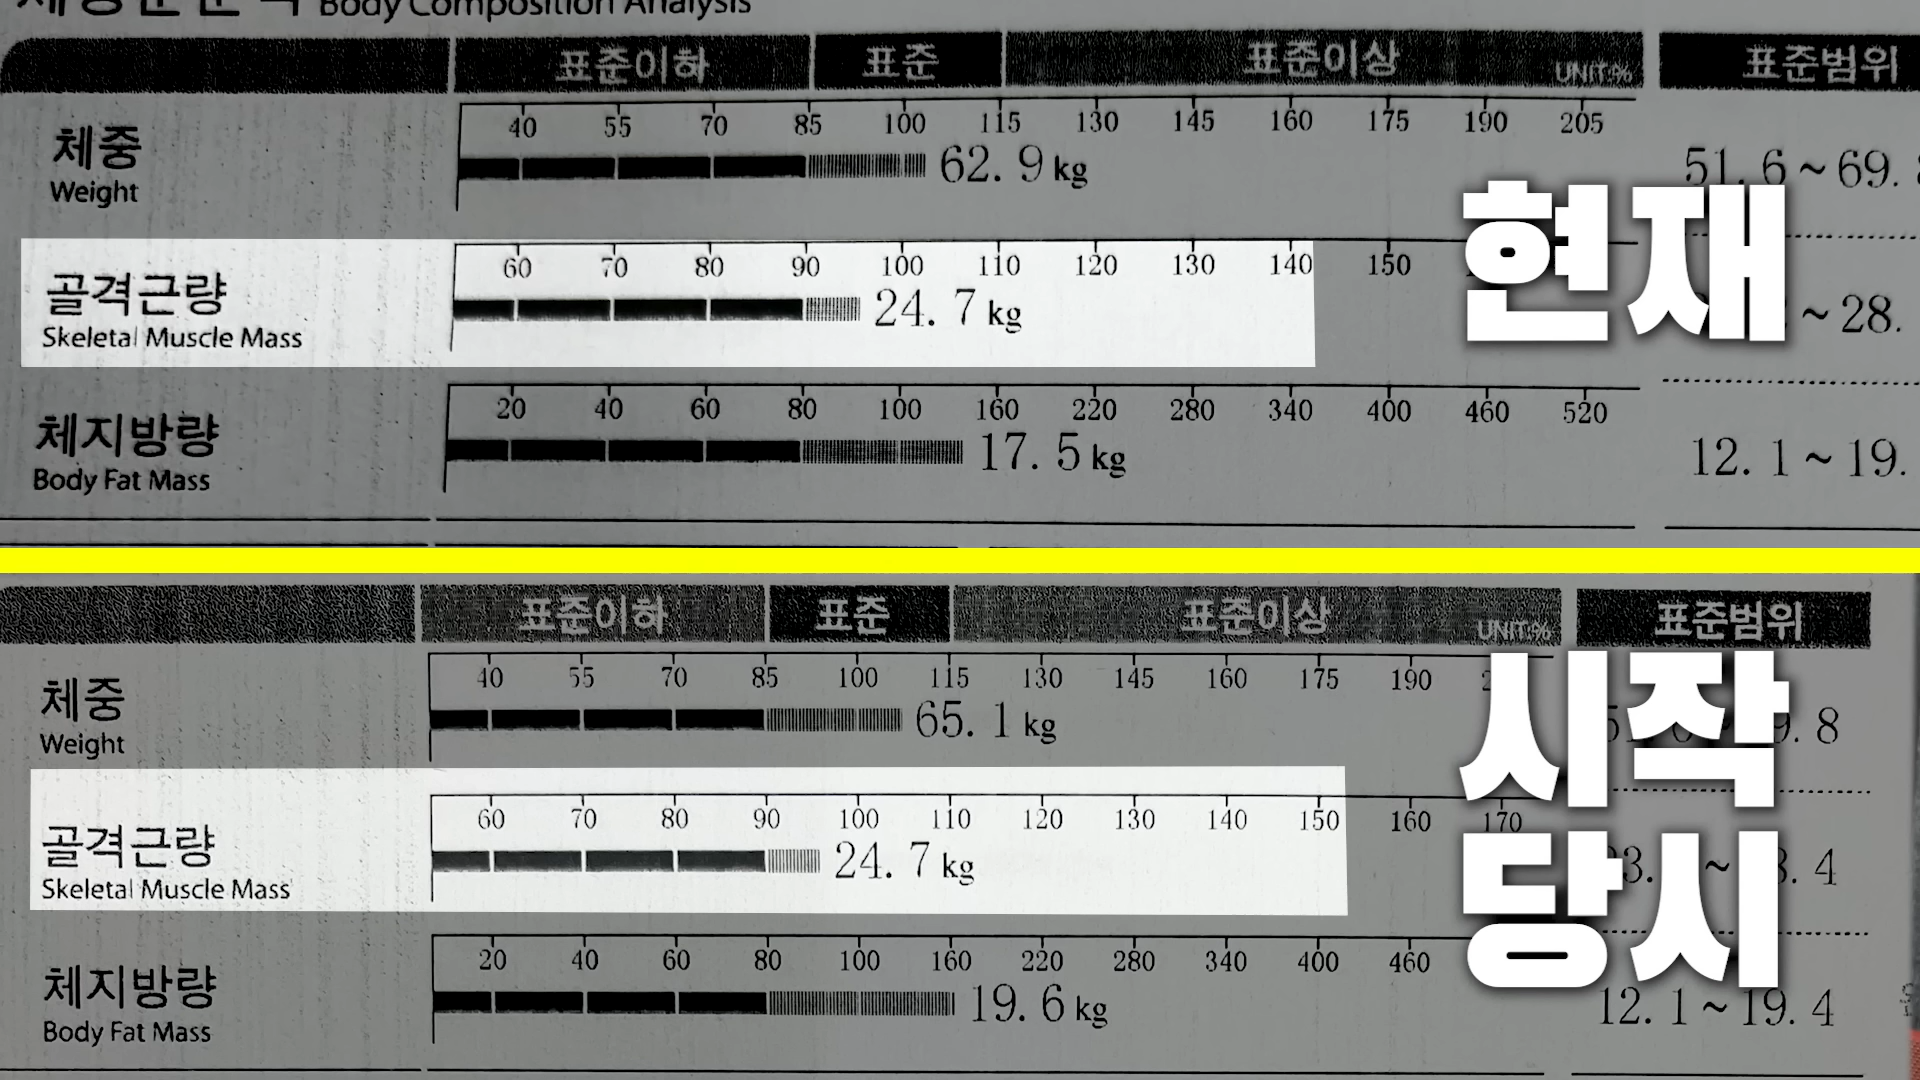 Body Composition Analysis
표준이하 표준 표준이상 UNIT:% 표준범위
40 55 70 85 100 115 130 145 160 175 190 205
체중 62.9 kg 51.6~69.
Weight
현재
60 70 80 90 100 110 120 130 140 150
골격근량 24.7 kg ~28.
Skeletal Muscle Mass
20 40 60 80 100 160 220 280 340 400 460 520
체지방량 17.5 kg 12.1~19.
Body Fat Mass
표준이하 표준 표준이상 UNIT:% 표준범위
40 55 70 85 100 115 130 145 160 175 190
체중 65.1 kg 9.8
Weight
시작
당시
60 70 80 90 100 110 120 130 140 150 160 170
골격근량 24.7 kg 3. ~ 8.4
Skeletal Muscle Mass
20 40 60 80 100 160 220 280 340 400 460
체지방량 19.6 kg 12.1~19.4
Body Fat Mass